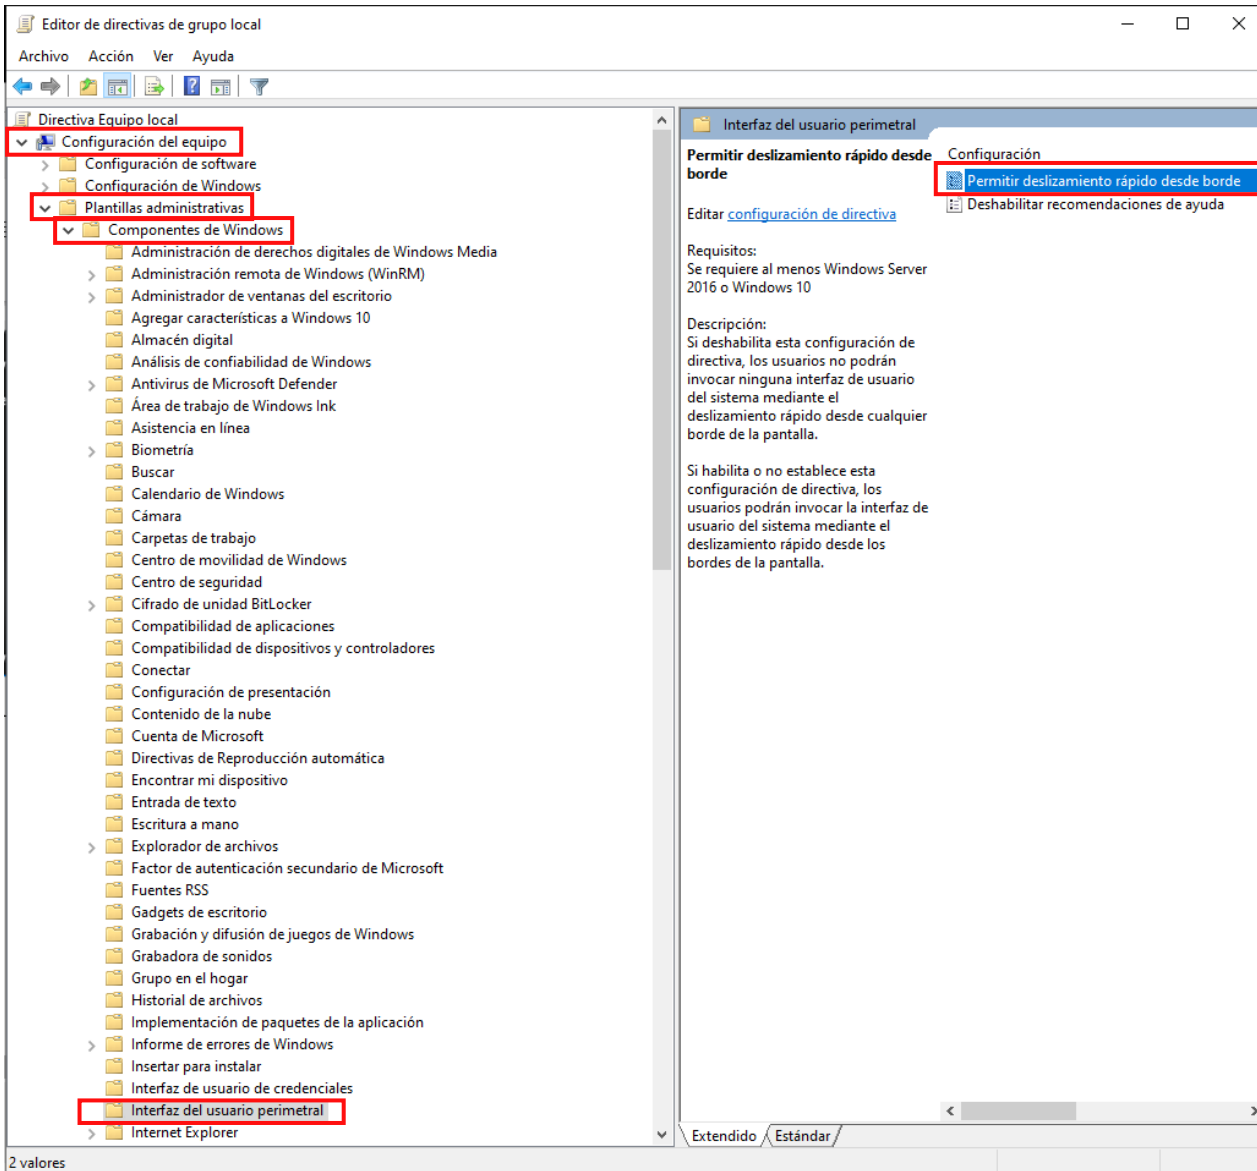 Editor de directivas de grupo local
Archivo Acción Ver Ayuda
Directiva Equipo local
Configuración del equipo
Configuración de software
Configuración de Windows
Plantillas administrativas
Componentes de Windows
Administración de derechos digitales de Windows Media
Administración remota de Windows (WinRM)
Administrador de ventanas del escritorio
Agregar características a Windows 10
Almacén digital
Análisis de confiabilidad de Windows
Antivirus de Microsoft Defender
Área de trabajo de Windows Ink
Asistencia en línea
Biometría
Buscar
Calendario de Windows
Cámara
Carpetas de trabajo
Centro de movilidad de Windows
Centro de seguridad
Cifrado de unidad BitLocker
Compatibilidad de aplicaciones
Compatibilidad de dispositivos y controladores
Conectar
Configuración de presentación
Contenido de la nube
Cuenta de Microsoft
Directivas de Reproducción automática
Encontrar mi dispositivo
Entrada de texto
Escritura a mano
Explorador de archivos
Factor de autenticación secundario de Microsoft
Fuentes RSS
Gadgets de escritorio
Grabación y difusión de juegos de Windows
Grabadora de sonidos
Grupo en el hogar
Historial de archivos
Implementación de paquetes de la aplicación
Informe de errores de Windows
Insertar para instalar
Interfaz de usuario de credenciales
Interfaz del usuario perimetral
Internet Explorer
Interfaz del usuario perimetral
Permitir deslizamiento rápido desde
borde
Editar configuración de directiva
Requisitos:
Se requiere al menos Windows Server
2016 o Windows 10
Descripción:
Si deshabilita esta configuración de
directiva, los usuarios no podrán
invocar ninguna interfaz de usuario
del sistema mediante el
deslizamiento rápido desde cualquier
borde de la pantalla.
Si habilita o no establece esta
configuración de directiva, los
usuarios podrán invocar la interfaz de
usuario del sistema mediante el
deslizamiento rápido desde los
bordes de la pantalla.
Configuración
Permitir deslizamiento rápido desde borde
Deshabilitar recomendaciones de ayuda
Extendido Estándar
2 valores